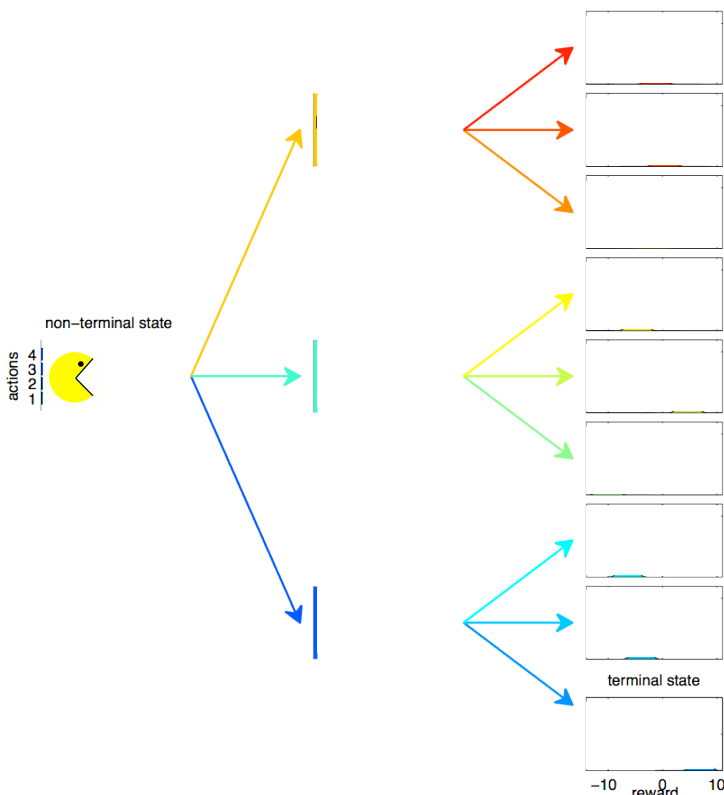 non−terminal state
actions
4
3
2
1
terminal state
−10 0 10
reward